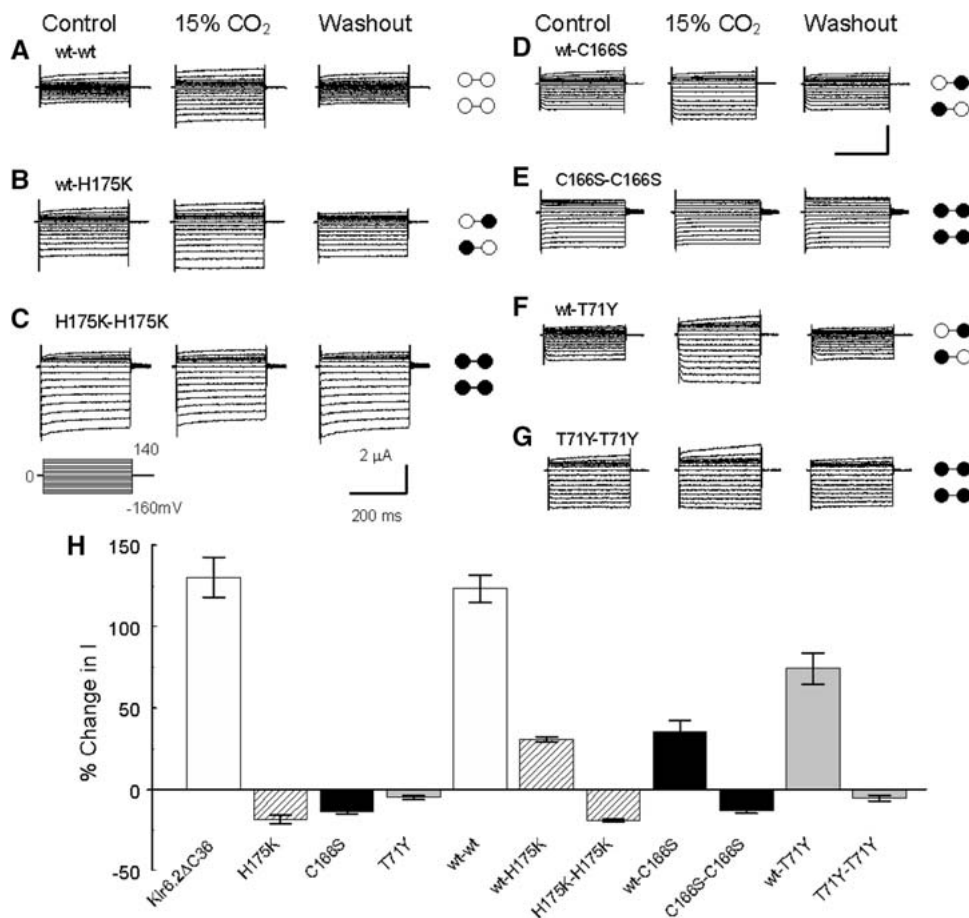 Control 15% CO2 Washout
15% CO2 Washout
Control
A
wt-wt
D
wt-C166S
B
wt-H175K
E
C166S-C166S
C
H175K-H175K
F
wt-T71Y
G
T71Y-T71Y
140
0
-160mV
2 µA
200 ms
H
150
100
50
0
-50
% Change in I
Kir6.2ΔC36
H175K
C166S
T71Y
wt-wt
wt-H175K
H175K-H175K
wt-C166S
C166S-C166S
wt-T71Y
T71Y-T71Y